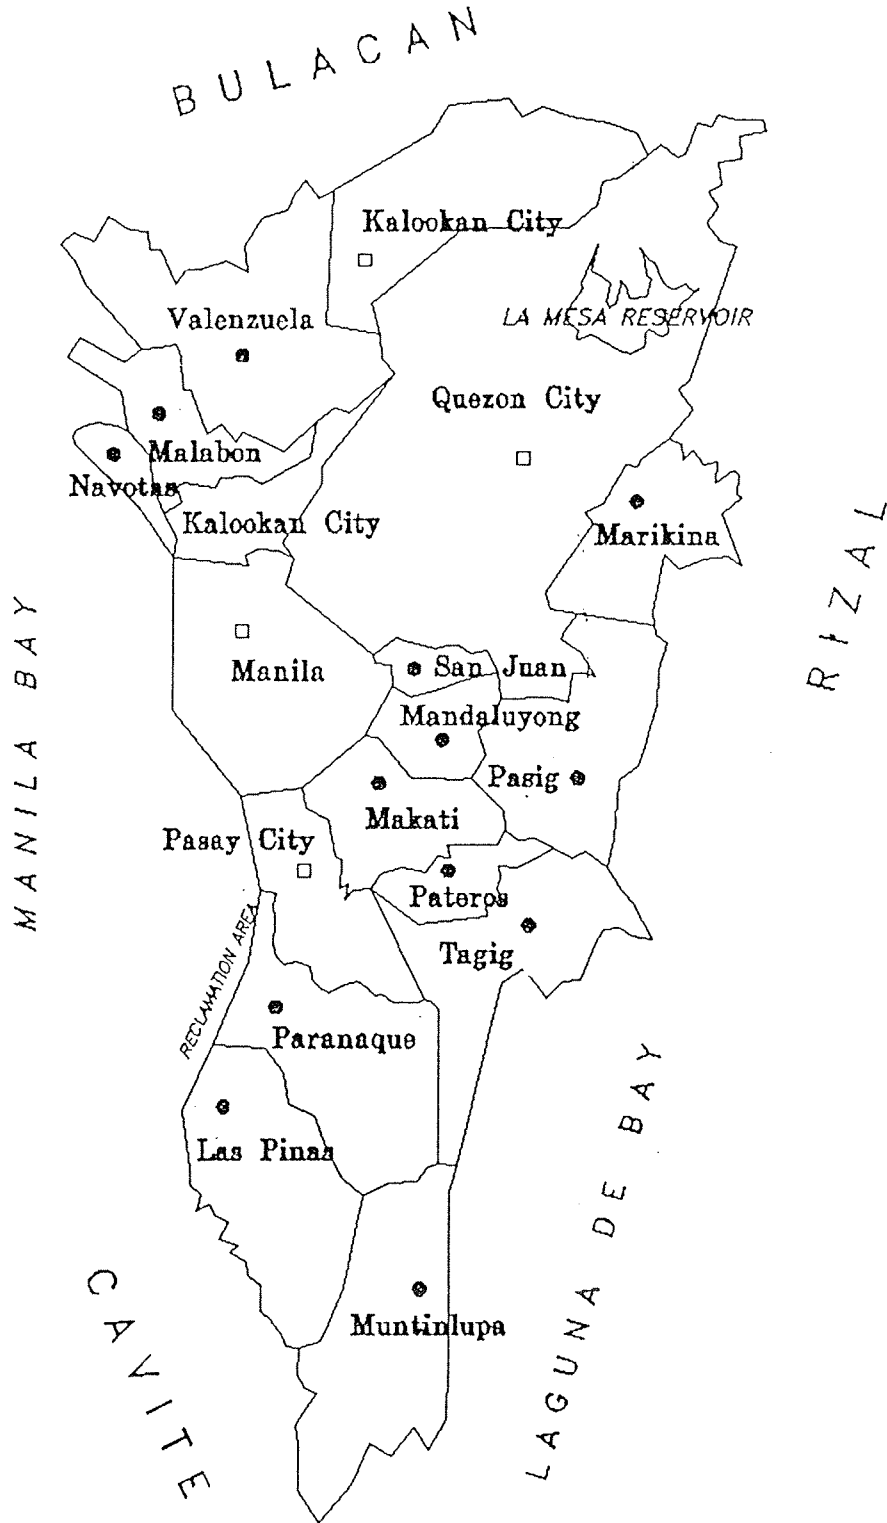 BULACAN
Kalookan City
Valenzuela
LA MESA RESERVOIR
Quezon City
Malabon
Navotas
Kalookan City
Marikina
RIZAL
MANILA BAY
Manila
San Juan
Mandaluyong
Pasig
Makati
Pasay City
Pateros
Tagig
RECLAMATION AREA
Paranaque
Las Pinas
Muntinlupa
CAVITE
LAGUNA DE BAY